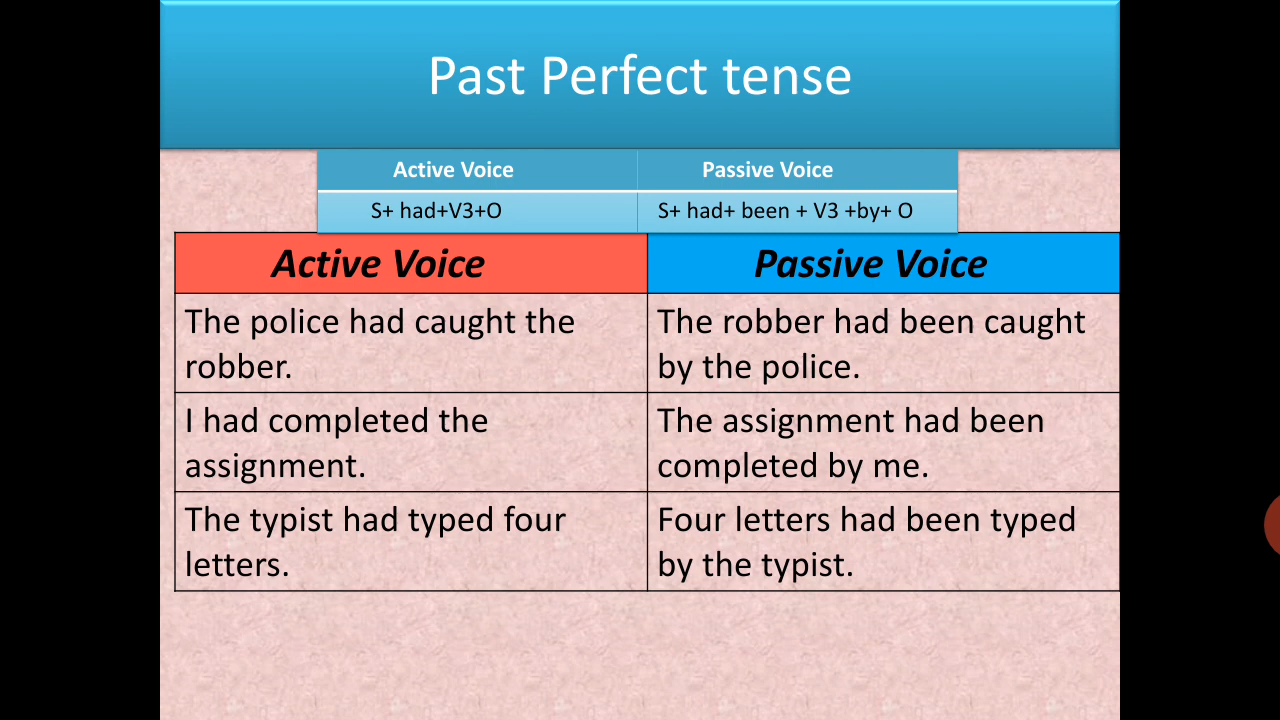 Past Perfect tense
Active Voice
Passive Voice
S+ had+V3+O
S+ had+ been + V3 +by+ O
Active Voice
Passive Voice
The police had caught the
robber.
The robber had been caught
by the police.
I had completed the
assignment.
The assignment had been
completed by me.
The typist had typed four
letters.
Four letters had been typed
by the typist.